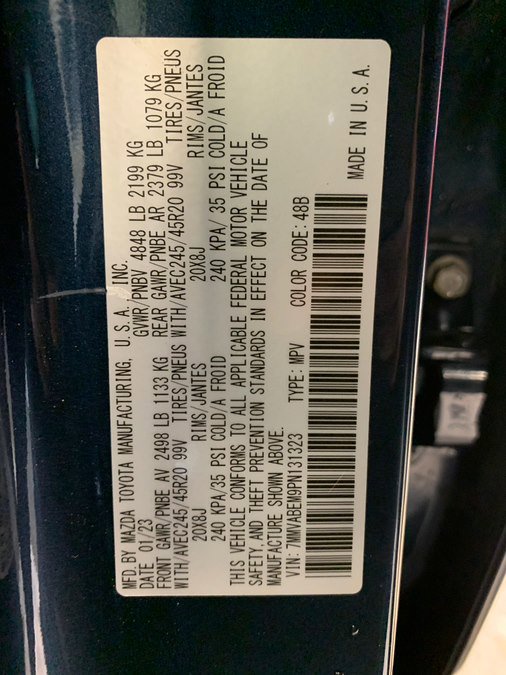 MFD.BY MAZDA TOYOTA MANUFACTURING, U.S.A. INC.
DATE 01/23 GVWR/PNBV 4848 LB 2199 KG
FRONT GAWR/PNBE AV 2498 LB 1133 KG REAR GAWR/PNBE AR 2379 LB 1079 KG
WITH/AVEC245/45R20 99V TIRES/PNEUS WITH/AVEC245/45R20 99V TIRES/PNEUS
20X8J RIMS/JANTES 20X8J RIMS/JANTES
240 KPA/35 PSI COLD/A FROID 240 KPA/35 PSI COLD/A FROID
THIS VEHICLE CONFORMS TO ALL APPLICABLE FEDERAL MOTOR VEHICLE
SAFETY AND THEFT PREVENTION STANDARDS IN EFFECT ON THE DATE OF
MANUFACTURE SHOWN ABOVE.
VIN: 7MMVABEM9PN131323 TYPE: MPV COLOR CODE: 48B
MADE IN U.S.A.